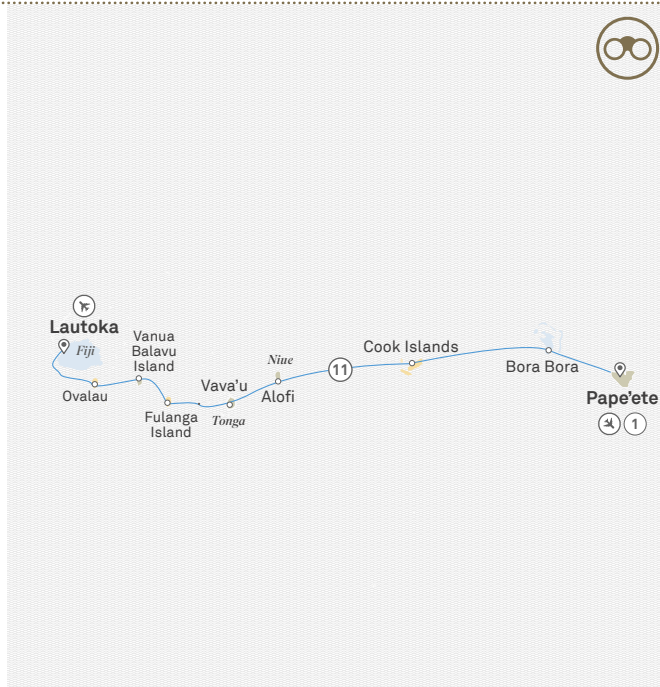 Lautoka
Fiji
Ovalau
Vanua
Balavu
Island
Fulanga
Island
Vava'u
Tonga
Niue
Alofi
11
Cook Islands
Bora Bora
Pape'ete
1